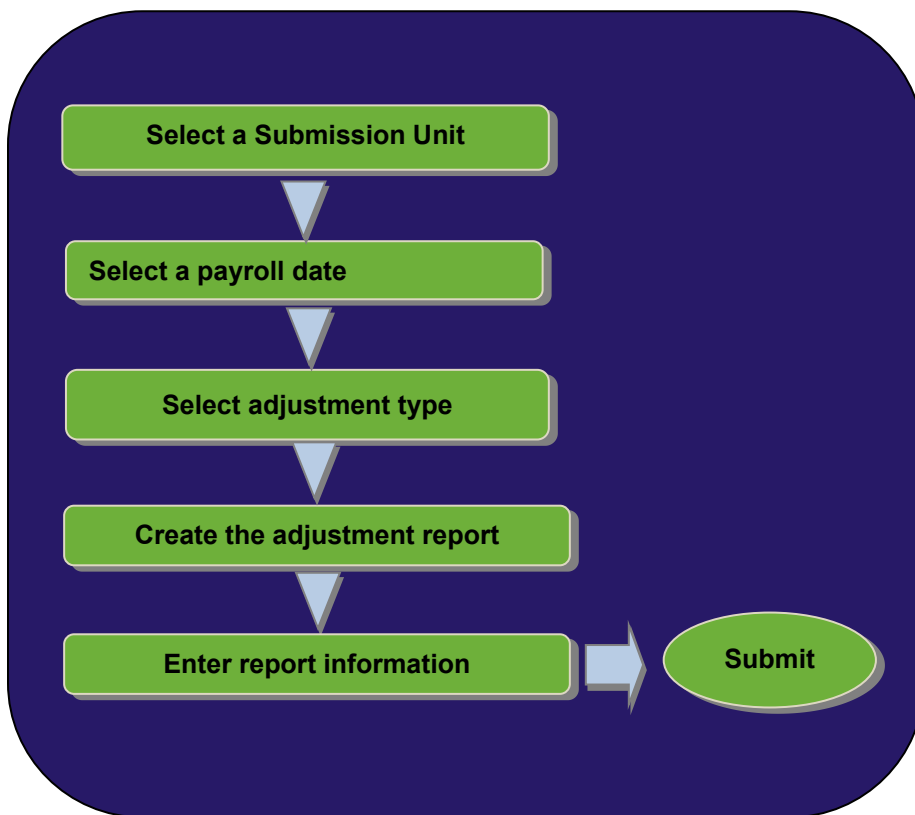 Select a Submission Unit
Select a payroll date
Select adjustment type
Create the adjustment report
Enter report information
Submit